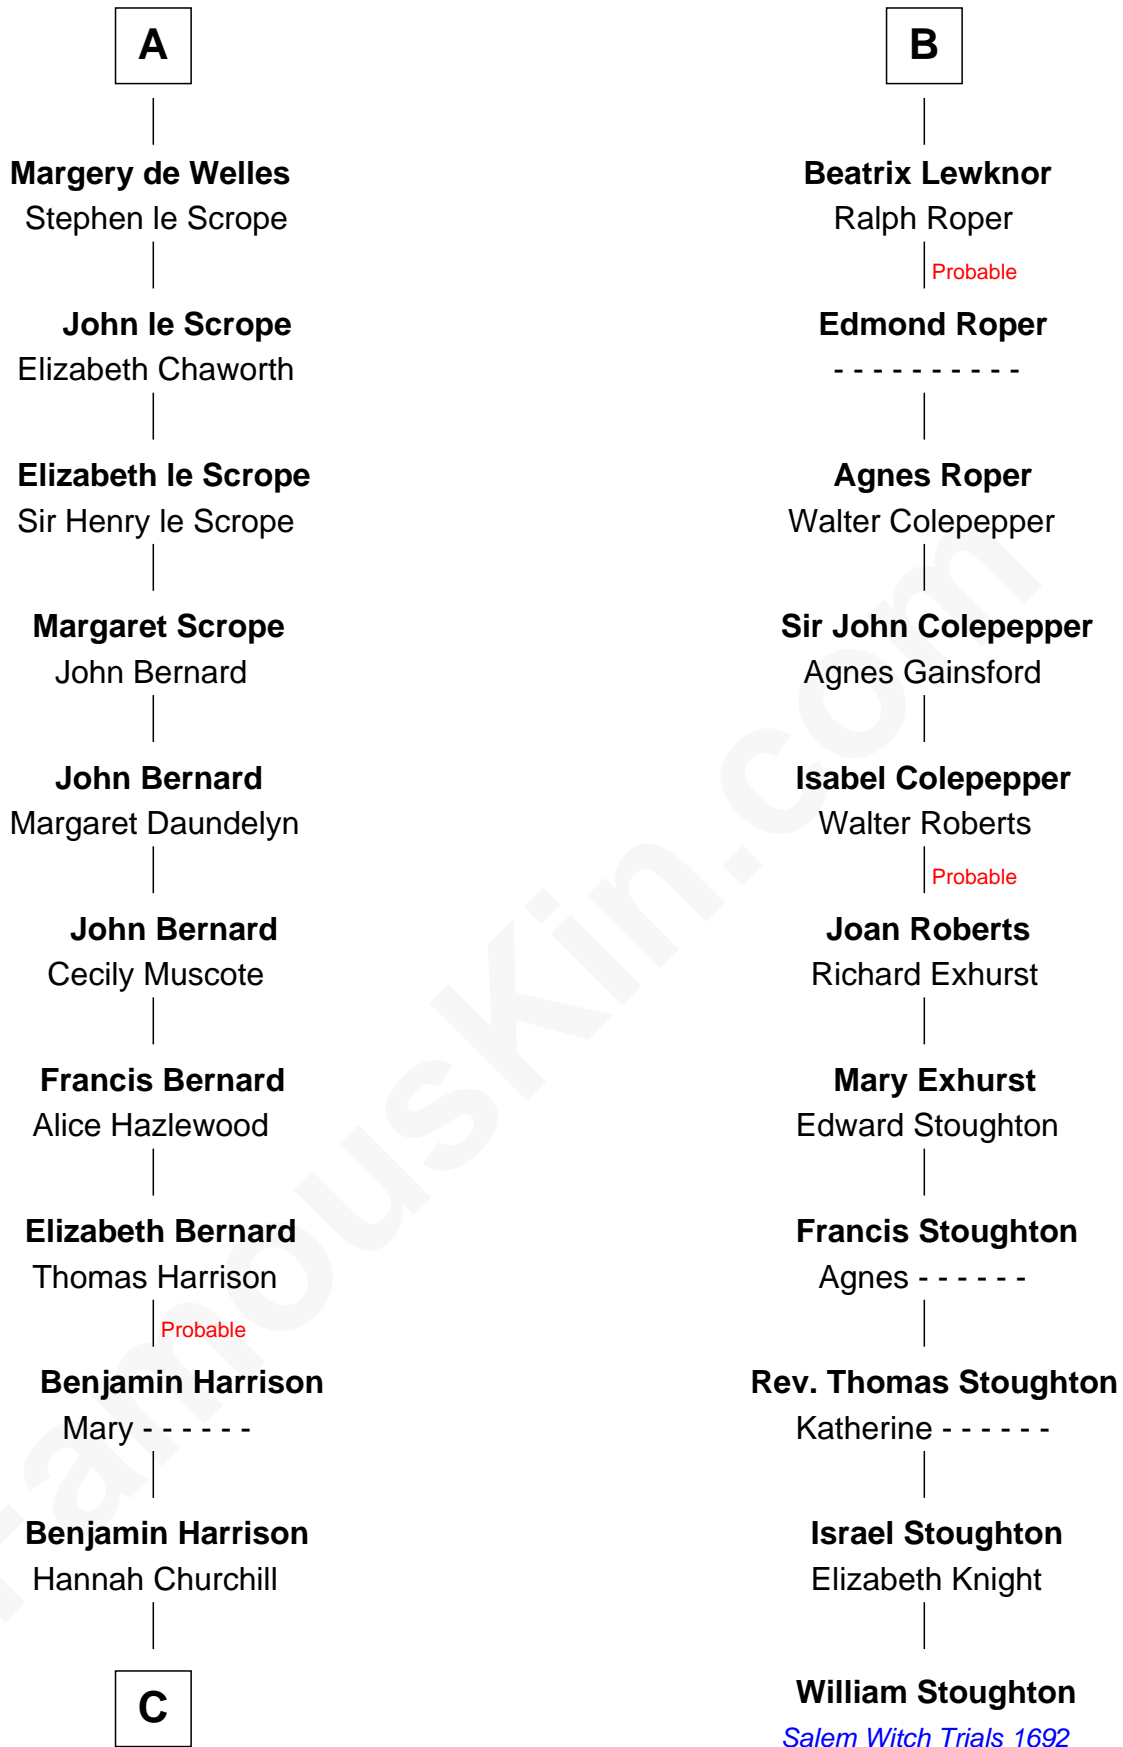 A
Margery de Welles
Stephen le Scrope
John le Scrope
Elizabeth Chaworth
Elizabeth le Scrope
Sir Henry le Scrope
Margaret Scrope
John Bernard
John Bernard
Margaret Daundelyn
John Bernard
Cecily Muscote
Francis Bernard
Alice Hazlewood
Elizabeth Bernard
Thomas Harrison
Probable
Benjamin Harrison
Mary - - - - - -
Benjamin Harrison
Hannah Churchill
C
B
Beatrix Lewknor
Ralph Roper
Probable
Edmond Roper
- - - - - - - - - -
Agnes Roper
Walter Colepepper
Sir John Colepepper
Agnes Gainsford
Isabel Colepepper
Walter Roberts
Probable
Joan Roberts
Richard Exhurst
Mary Exhurst
Edward Stoughton
Francis Stoughton
Agnes - - - - - -
Rev. Thomas Stoughton
Katherine - - - - - -
Israel Stoughton
Elizabeth Knight
William Stoughton
Salem Witch Trials 1692
FamousKin.com